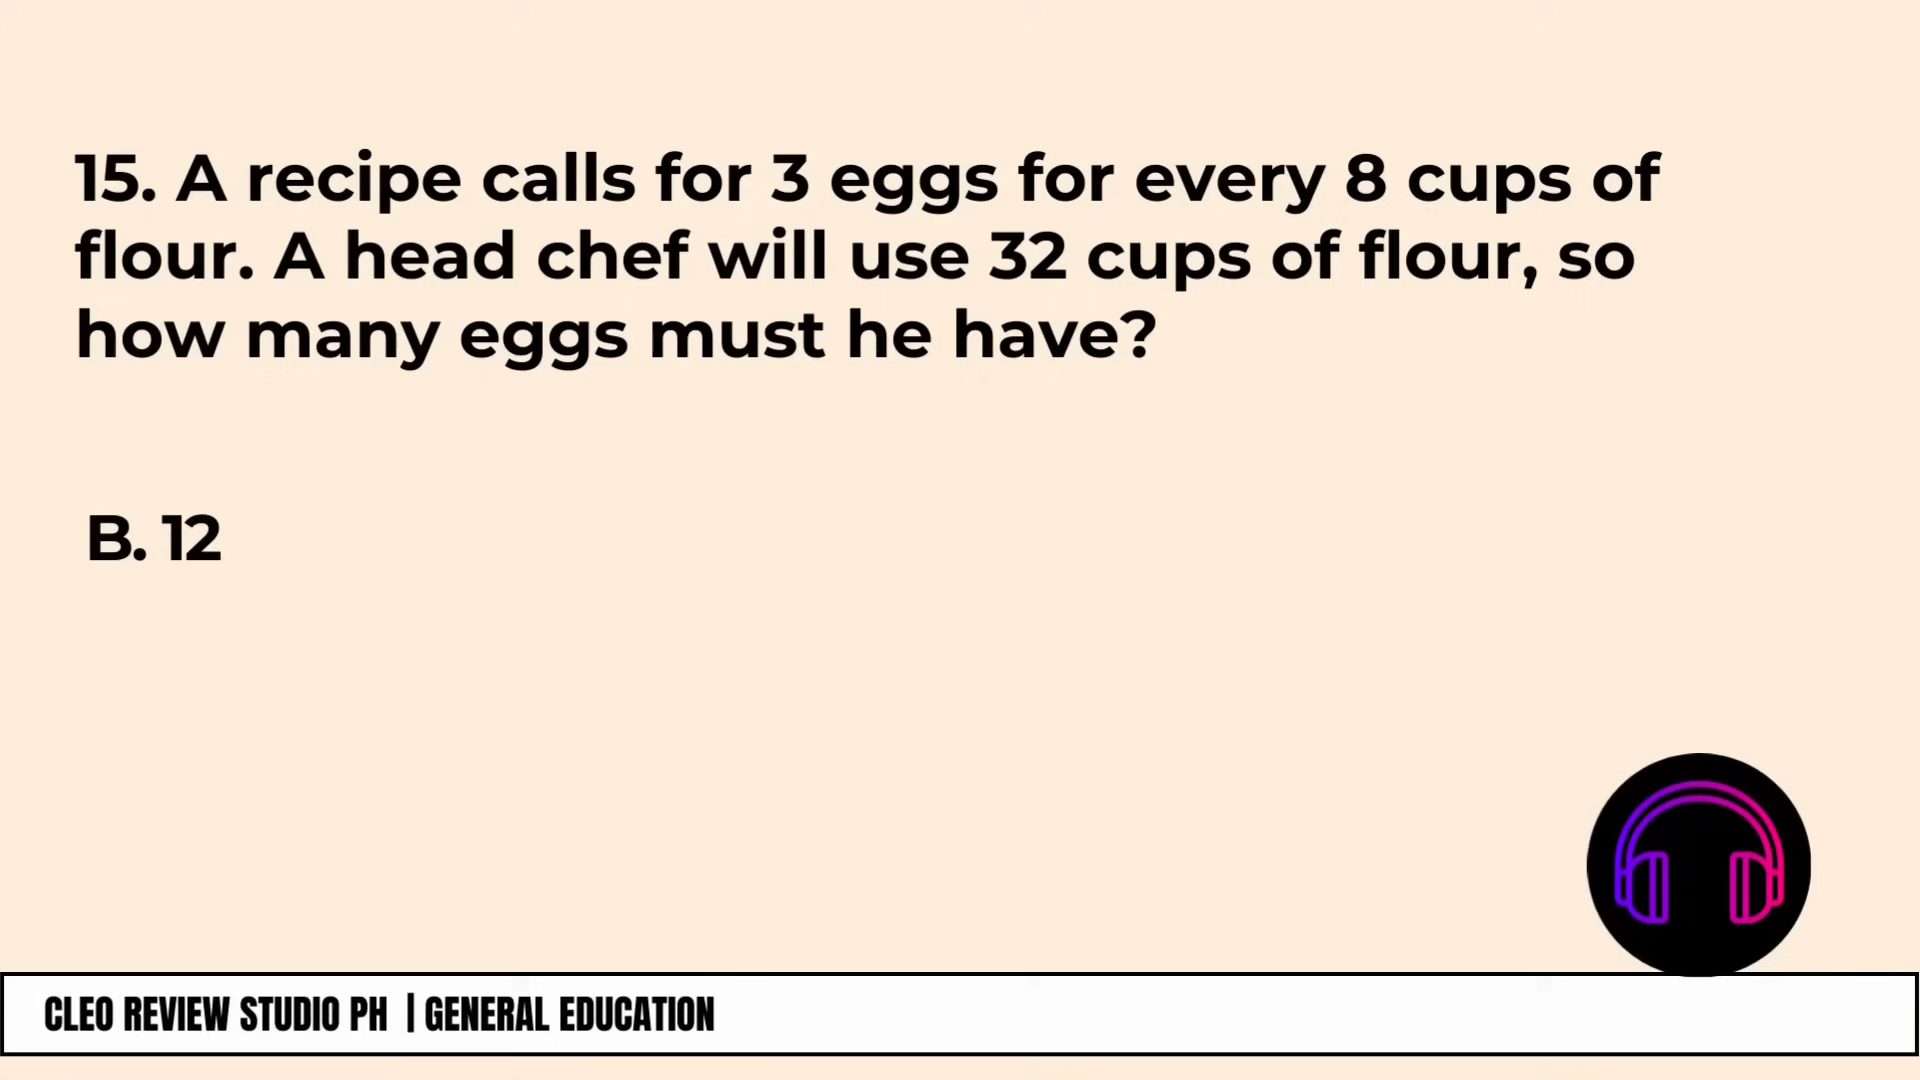 15. A recipe calls for 3 eggs for every 8 cups of
flour. A head chef will use 32 cups of flour, so
how many eggs must he have?
B. 12
CLEO REVIEW STUDIO PH | GENERAL EDUCATION